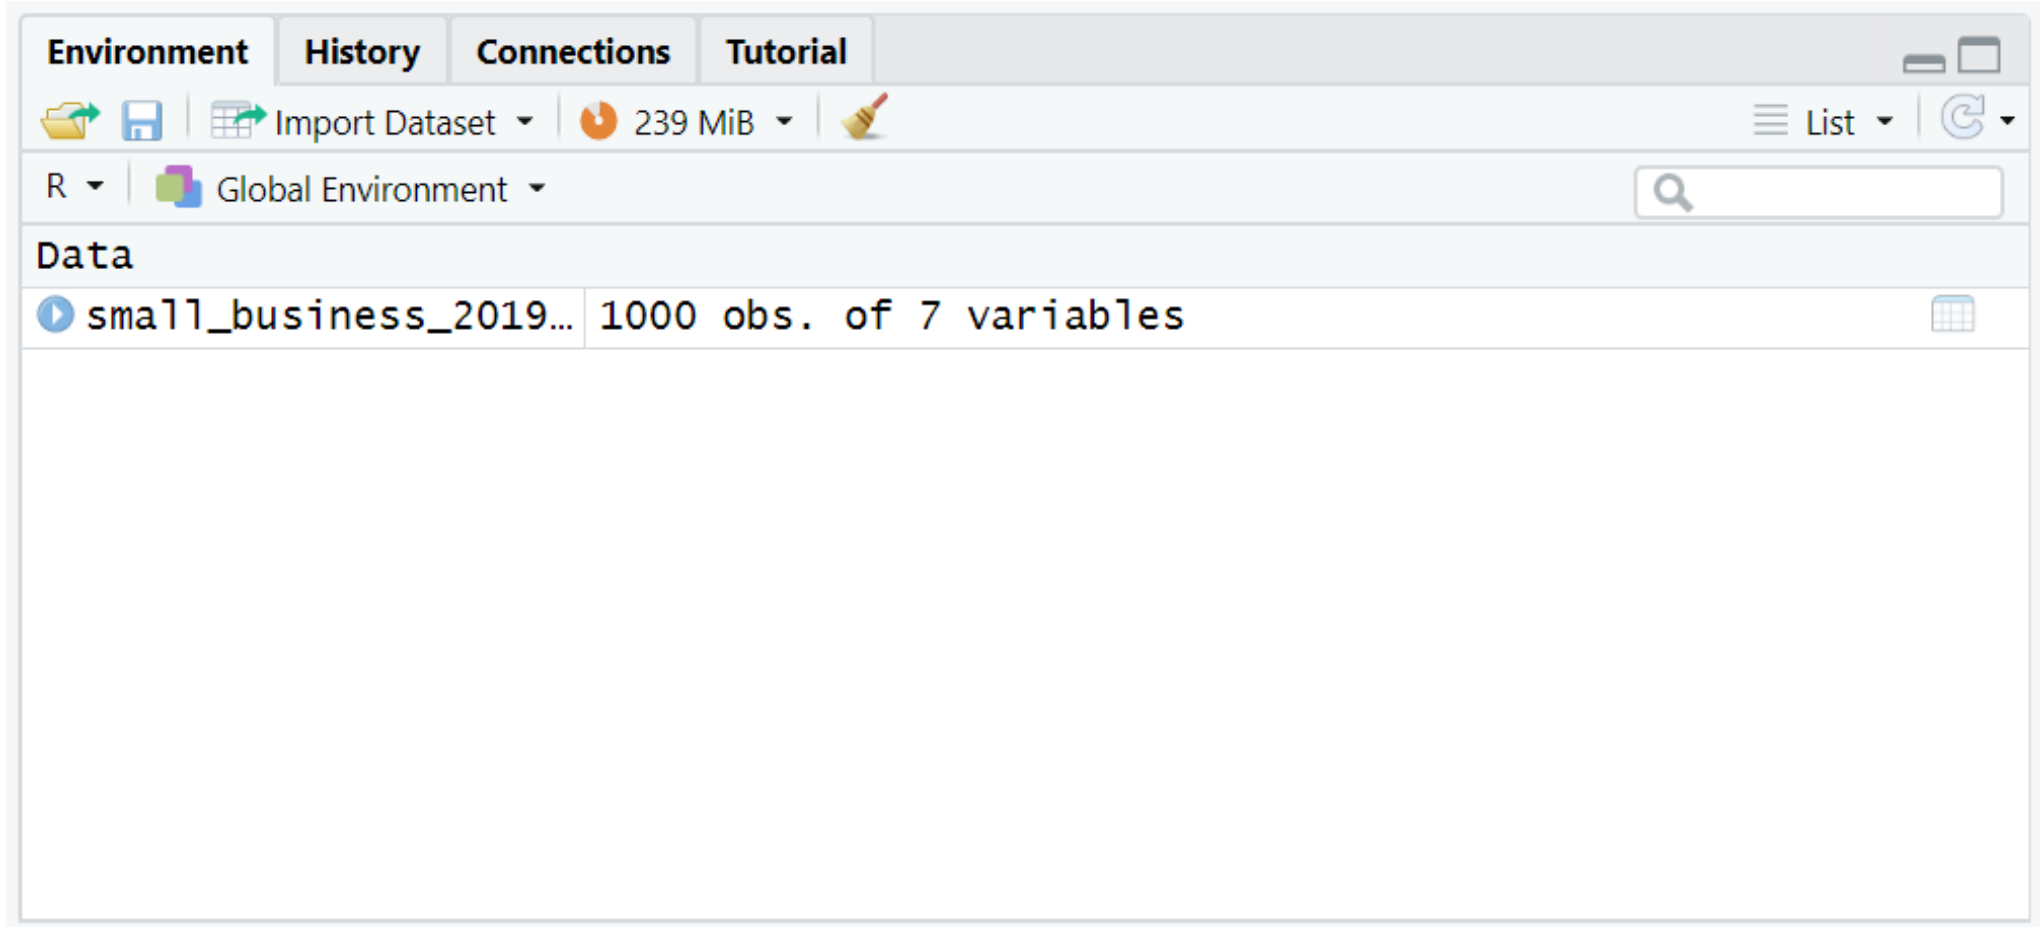 Environment History Connections Tutorial
Import Dataset 239 MiB List
R Global Environment
Data
small_business_2019… 1000 obs. of 7 variables